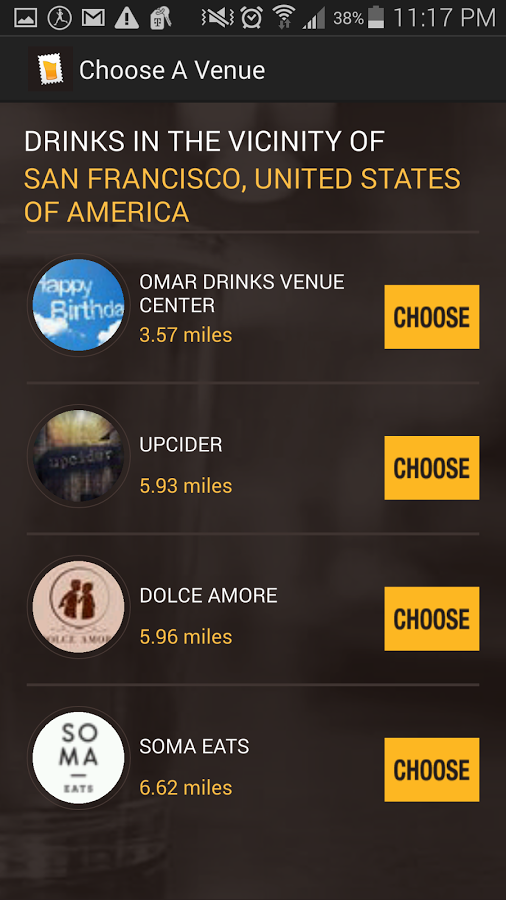 38% 11:17 PM
Choose A Venue
DRINKS IN THE VICINITY OF
SAN FRANCISCO, UNITED STATES
OF AMERICA
Happy
Birthda
OMAR DRINKS VENUE
CENTER
3.57 miles
CHOOSE
upcider
UPCIDER
5.93 miles
CHOOSE
DOLCE AMOR
DOLCE AMORE
5.96 miles
CHOOSE
SO
MA
EATS
SOMA EATS
6.62 miles
CHOOSE